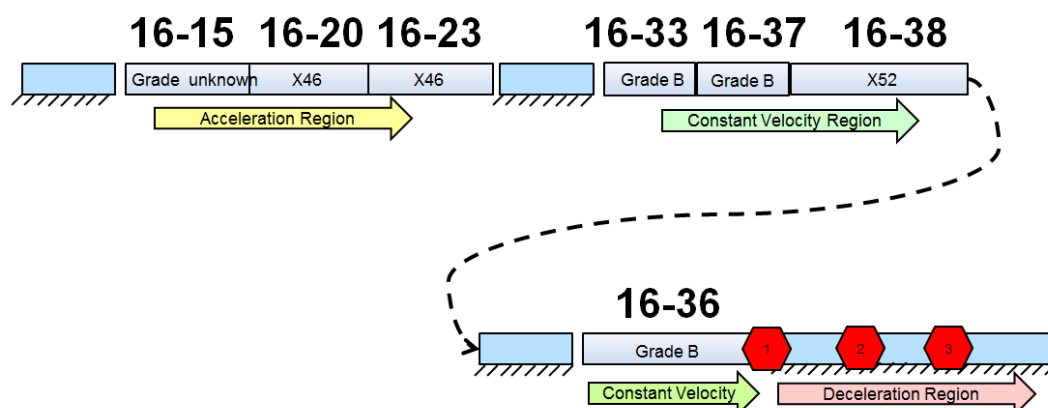 16-15 16-20 16-23 16-33 16-37 16-38
Grade unknown X46 X46 Grade B Grade B X52
Acceleration Region Constant Velocity Region
16-36
Grade B 1 2 3
Constant Velocity Deceleration Region